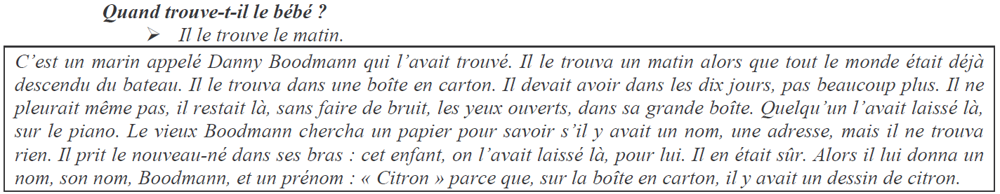 Quand trouve-t-il le bébé ?
➢ Il le trouve le matin.
C’est un marin appelé Danny Boodmann qui l’avait trouvé. Il le trouva un matin alors que tout le monde était déjà
descendu du bateau. Il le trouva dans une boîte en carton. Il devait avoir dans les dix jours, pas beaucoup plus. Il ne
pleurait même pas, il restait là, sans faire de bruit, les yeux ouverts, dans sa grande boîte. Quelqu’un l’avait laissé là,
sur le piano. Le vieux Boodmann chercha un papier pour savoir s’il y avait un nom, une adresse, mais il ne trouva
rien. Il prit le nouveau-né dans ses bras : cet enfant, on l’avait laissé là, pour lui. Il en était sûr. Alors il lui donna un
nom, son nom, Boodmann, et un prénom : « Citron » parce que, sur la boîte en carton, il y avait un dessin de citron.